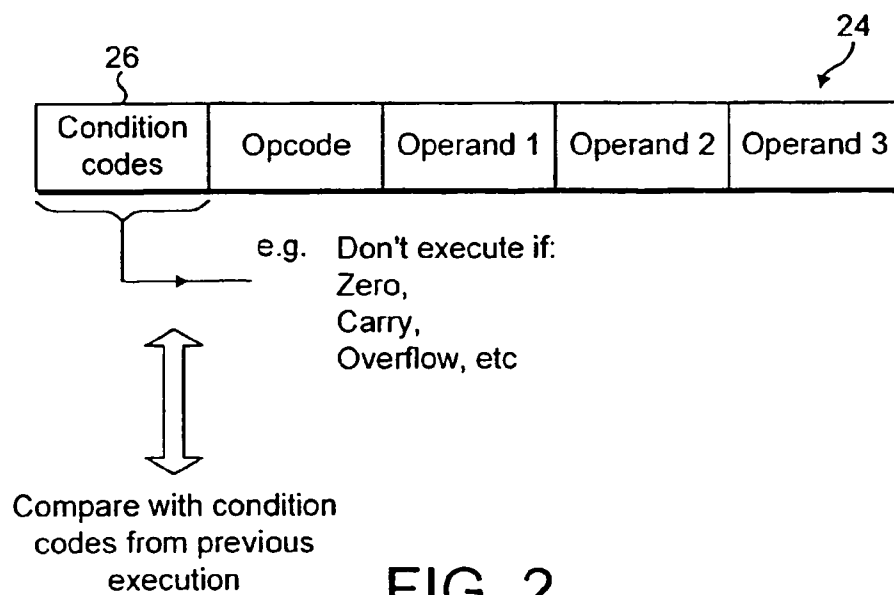 26
24
Condition
codes
Opcode
Operand 1
Operand 2
Operand 3
e.g. Don't execute if:
Zero,
Carry,
Overflow, etc
Compare with condition
codes from previous
execution
FIG. 2